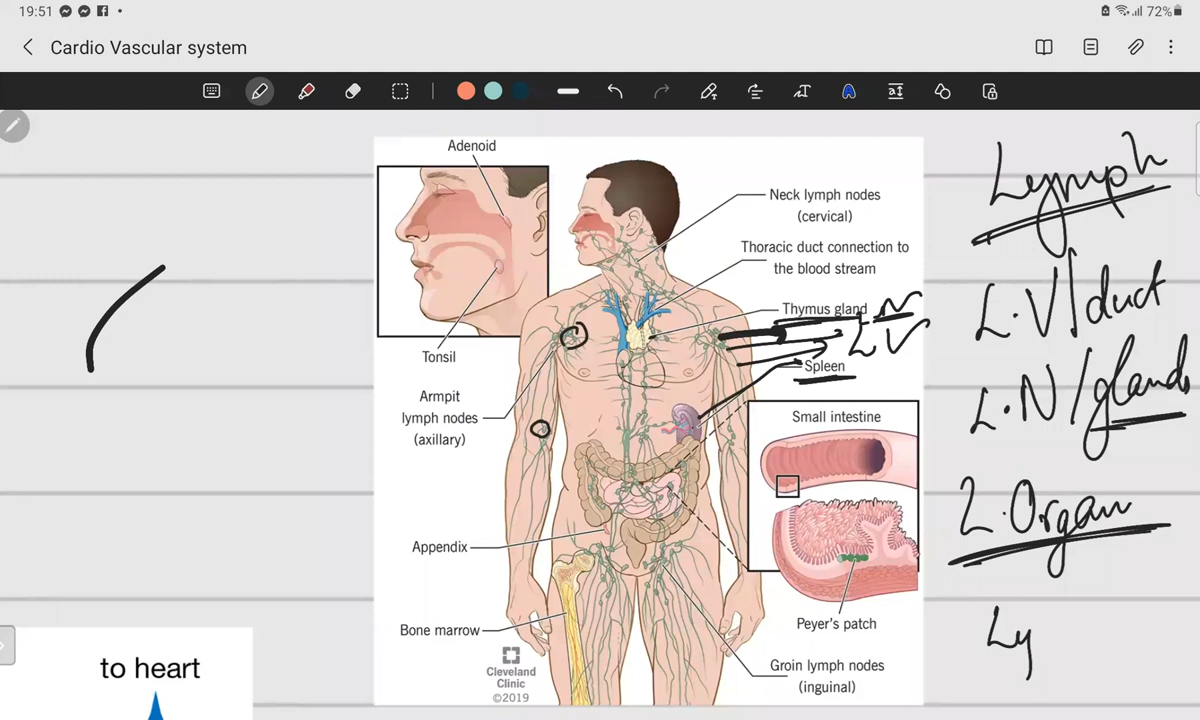 19:51
72%
Cardio Vascular system
Adenoid
Tonsil
Neck lymph nodes
(cervical)
Thoracic duct connection to
the blood stream
Thymus gland
Spleen
Armpit
lymph nodes
(axillary)
Small intestine
Appendix
Bone marrow
Peyer's patch
Groin lymph nodes
(inguinal)
Cleveland
Clinic
©2019
L N
L V
Lymph
L.V/duct
L.N/glands
L.Organ
Ly
to heart